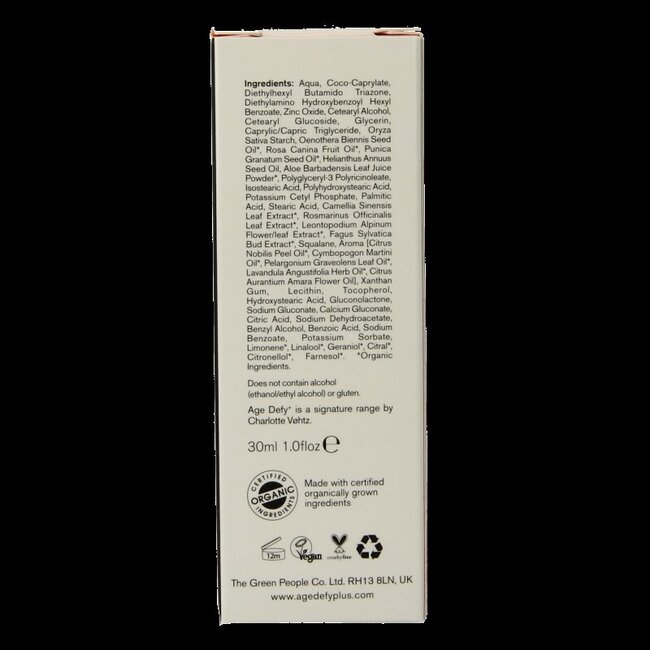 Ingredients: Aqua, Coco-Caprylate,
Diethylhexyl Butamido Triazone,
Diethylamino Hydroxybenzoyl Hexyl
Benzoate, Zinc Oxide, Cetearyl Alcohol,
Cetearyl Glucoside, Glycerin,
Caprylic/Capric Triglyceride, Oryza
Sativa Starch, Oenothera Biennis Seed
Oil*, Rosa Canina Fruit Oil*, Punica
Granatum Seed Oil*, Helianthus Annuus
Seed Oil, Aloe Barbadensis Leaf Juice
Powder*, Polyglyceryl-3 Polyricinoleate,
Isostearic Acid, Polyhydroxystearic Acid,
Potassium Cetyl Phosphate, Palmitic
Acid, Stearic Acid, Camellia Sinensis
Leaf Extract*, Rosmarinus Officinalis
Leaf Extract*, Leontopodium Alpinum
Flower/leaf Extract*, Fagus Sylvatica
Bud Extract*, Squalane, Aroma [Citrus
Nobilis Peel Oil*, Cymbopogon Martini
Oil*, Pelargonium Graveolens Leaf Oil*,
Lavandula Angustifolia Herb Oil*, Citrus
Aurantium Amara Flower Oil], Xanthan
Gum, Lecithin, Tocopherol,
Hydroxystearic Acid, Gluconolactone,
Sodium Gluconate, Calcium Gluconate,
Citric Acid, Sodium Dehydroacetate,
Benzyl Alcohol, Benzoic Acid, Sodium
Benzoate, Potassium Sorbate,
Limonene*, Linalool*, Geraniol*, Citral*,
Citronellol*, Farnesol*. *Organic
Ingredients.
Does not contain alcohol
(ethanol/ethyl alcohol) or gluten.
Age Defy+ is a signature range by
Charlotte Vøhtz.
30ml 1.0floz ℮
CERTIFIED
ORGANIC
INGREDIENTS
Made with certified
organically grown
ingredients
12m
vegan
crueltyfree
The Green People Co. Ltd. RH13 8LN, UK
www.agedefyplus.com